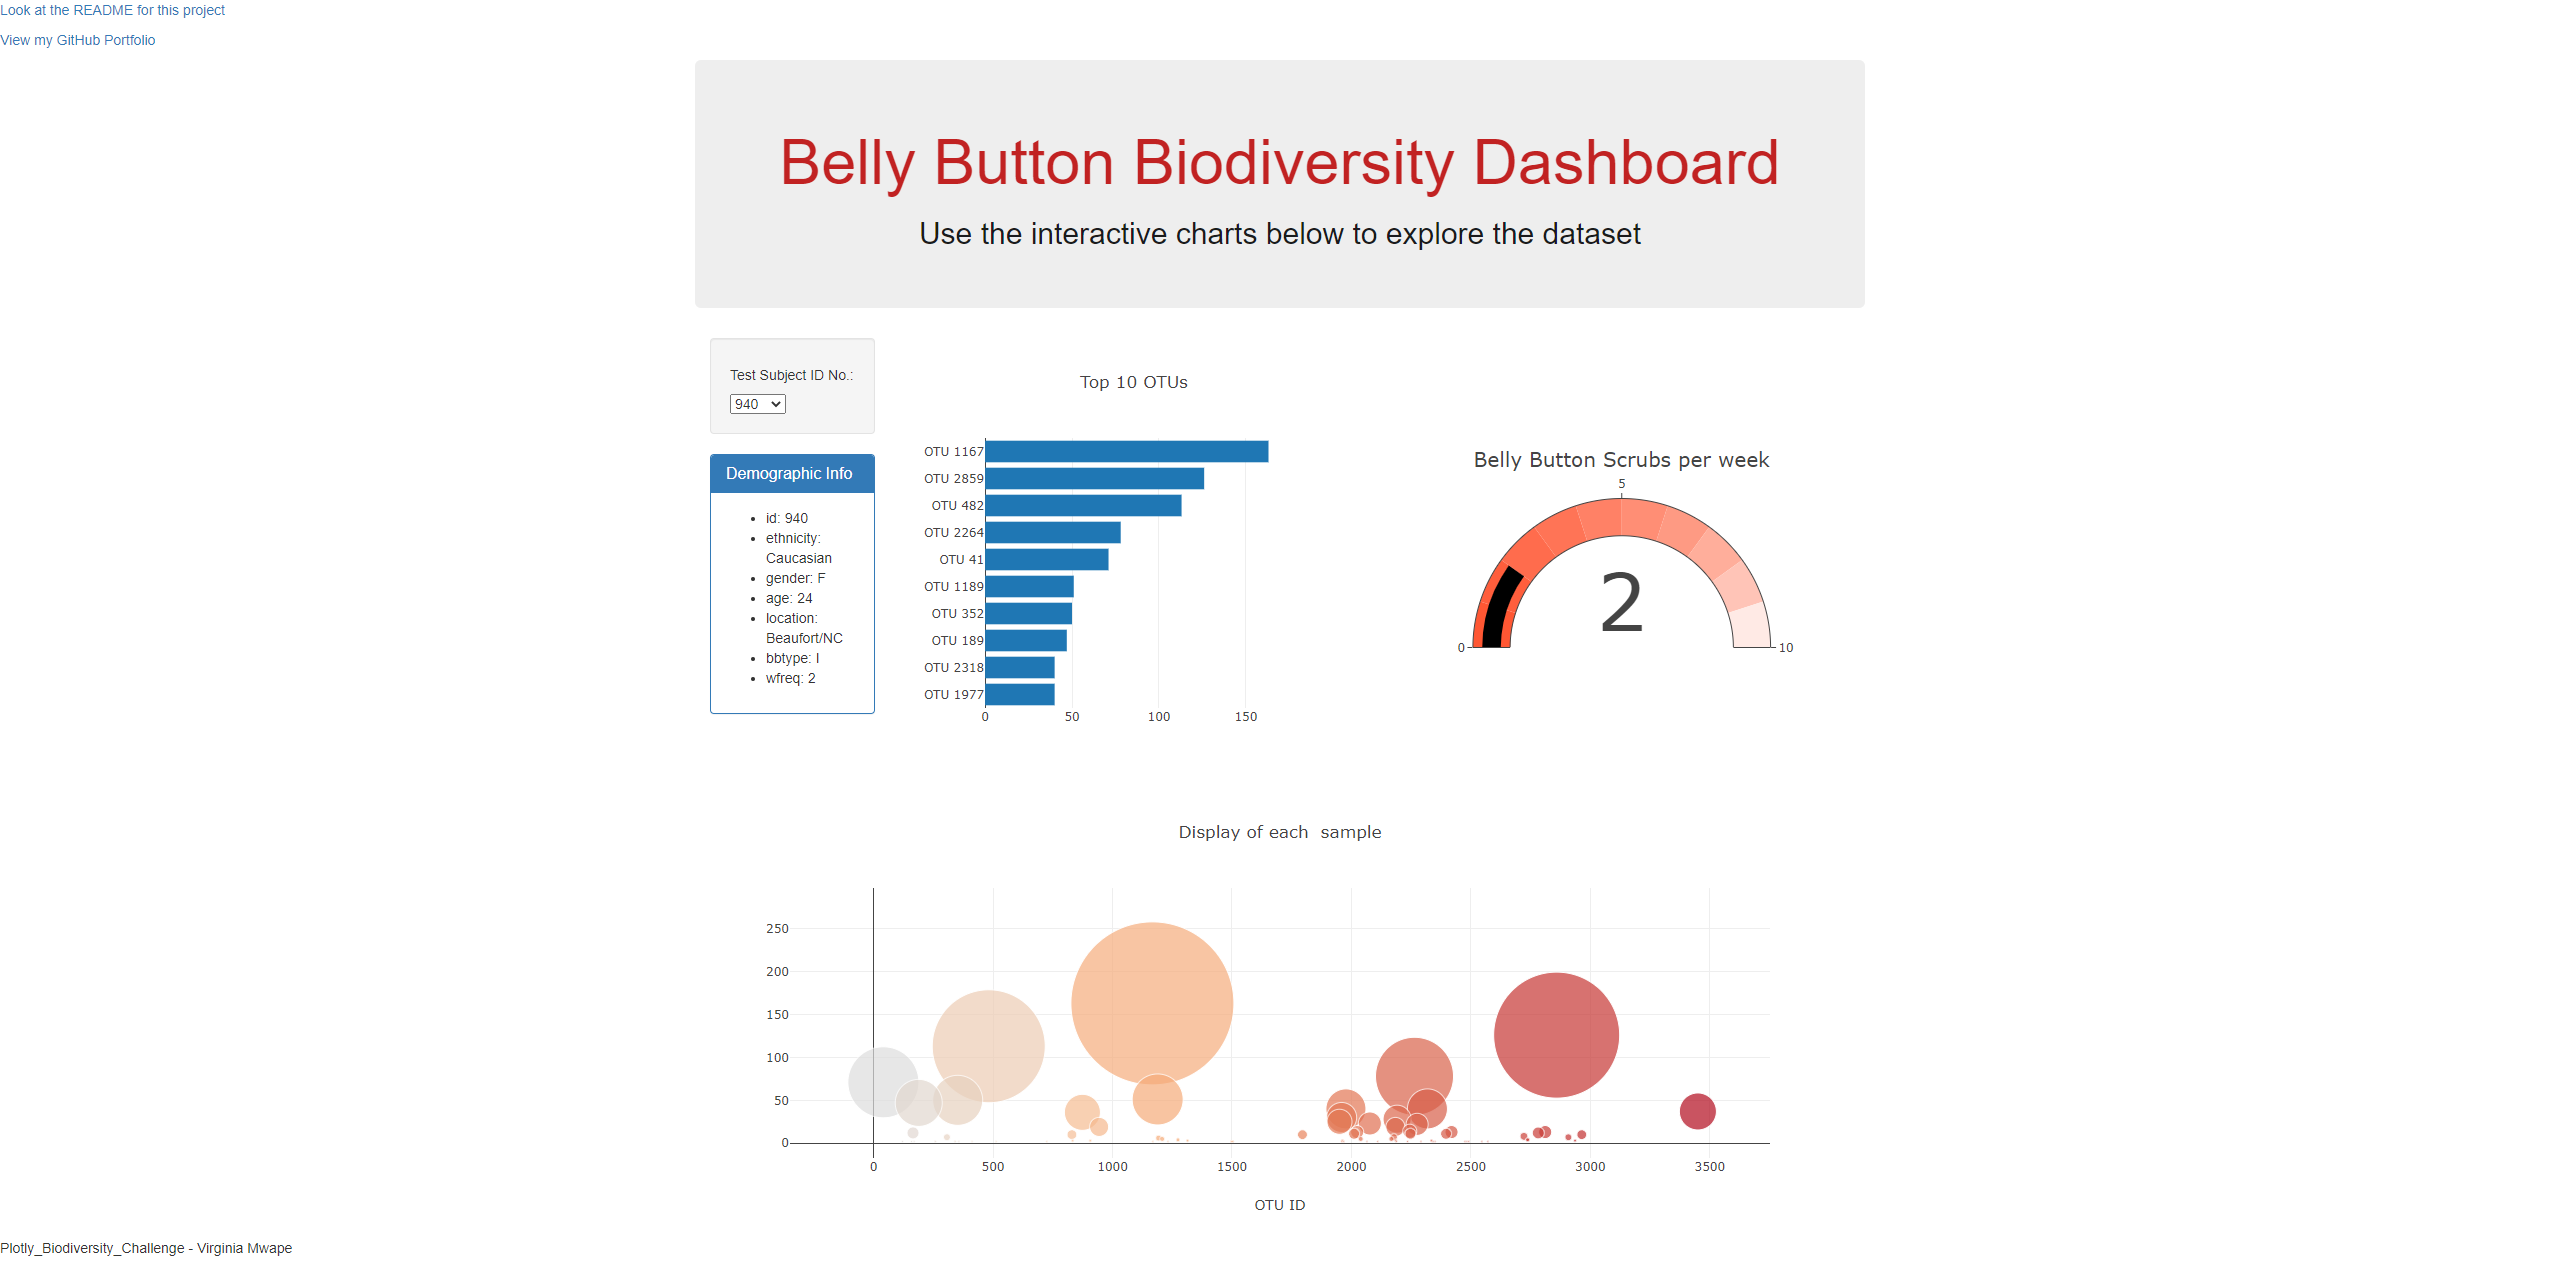 Look at the README for this project
View my GitHub Portfolio
Belly Button Biodiversity Dashboard
Use the interactive charts below to explore the dataset
Test Subject ID No.:
940
Demographic Info
id: 940
ethnicity:
Caucasian
gender: F
age: 24
location:
Beaufort/NC
bbtype: I
wfreq: 2
Top 10 OTUs
OTU 1167
OTU 2859
OTU 482
OTU 2264
OTU 41
OTU 1189
OTU 352
OTU 189
OTU 2318
OTU 1977
0 50 100 150
Belly Button Scrubs per week
5
2
0 10
Display of each sample
250
200
150
100
50
0
0 500 1000 1500 2000 2500 3000 3500
OTU ID
Plotly_Biodiversity_Challenge - Virginia Mwape